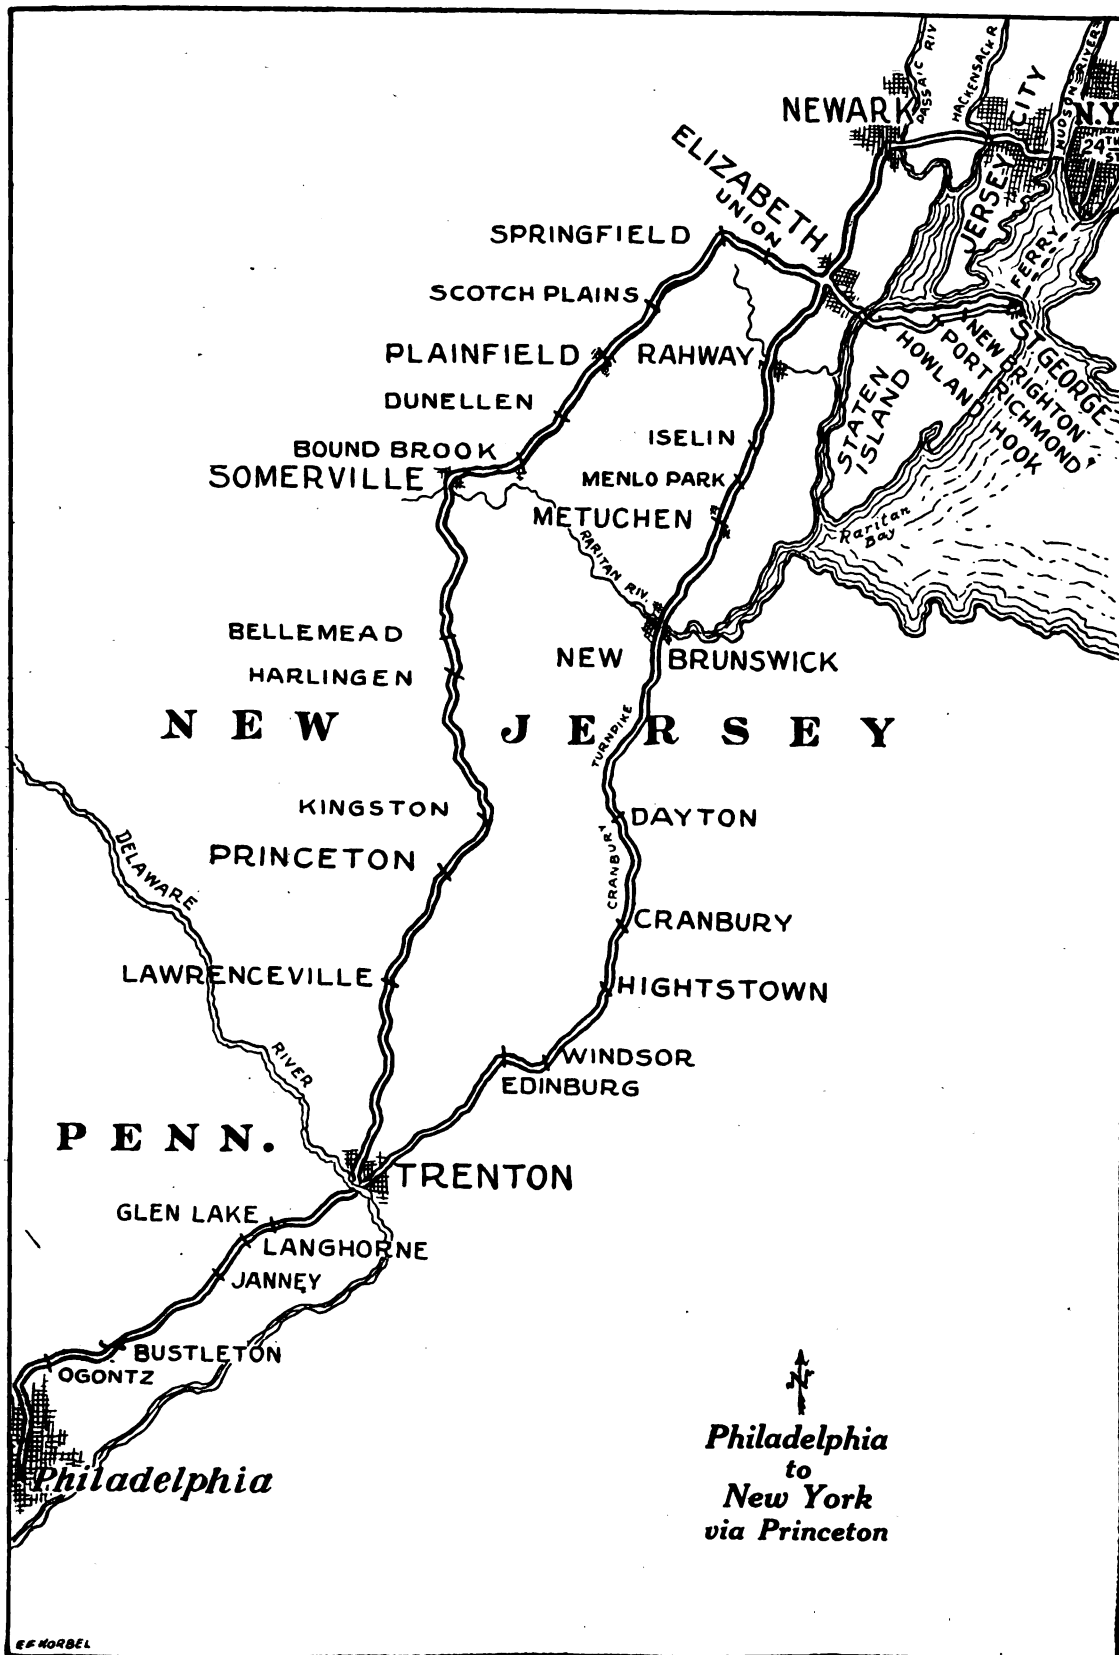 PASSAIC RIV
HACKENSACK R
HUDSON RIVER
CITY
JERSEY
N.Y.
24TH ST
NEWARK
ELIZABETH
UNION
SPRINGFIELD
FERRY
SCOTCH PLAINS
PLAINFIELD
RAHWAY
ST GEORGE
NEW BRIGHTON
PORT RICHMOND
HOWLAND HOOK
STATEN
ISLAND
DUNELLEN
ISELIN
BOUND BROOK
SOMERVILLE
MENLO PARK
METUCHEN
Raritan
Bay
RARITAN RIV.
BELLEMEAD
NEW BRUNSWICK
HARLINGEN
NEW JERSEY
TURNPIKE
KINGSTON
DAYTON
CRANBURY
PRINCETON
DELAWARE
CRANBURY
LAWRENCEVILLE
HIGHTSTOWN
RIVER
WINDSOR
EDINBURG
PENN.
TRENTON
GLEN LAKE
LANGHORNE
JANNEY
BUSTLETON
OGONTZ
Philadelphia
N
Philadelphia
to
New York
via Princeton
E F KORBEL